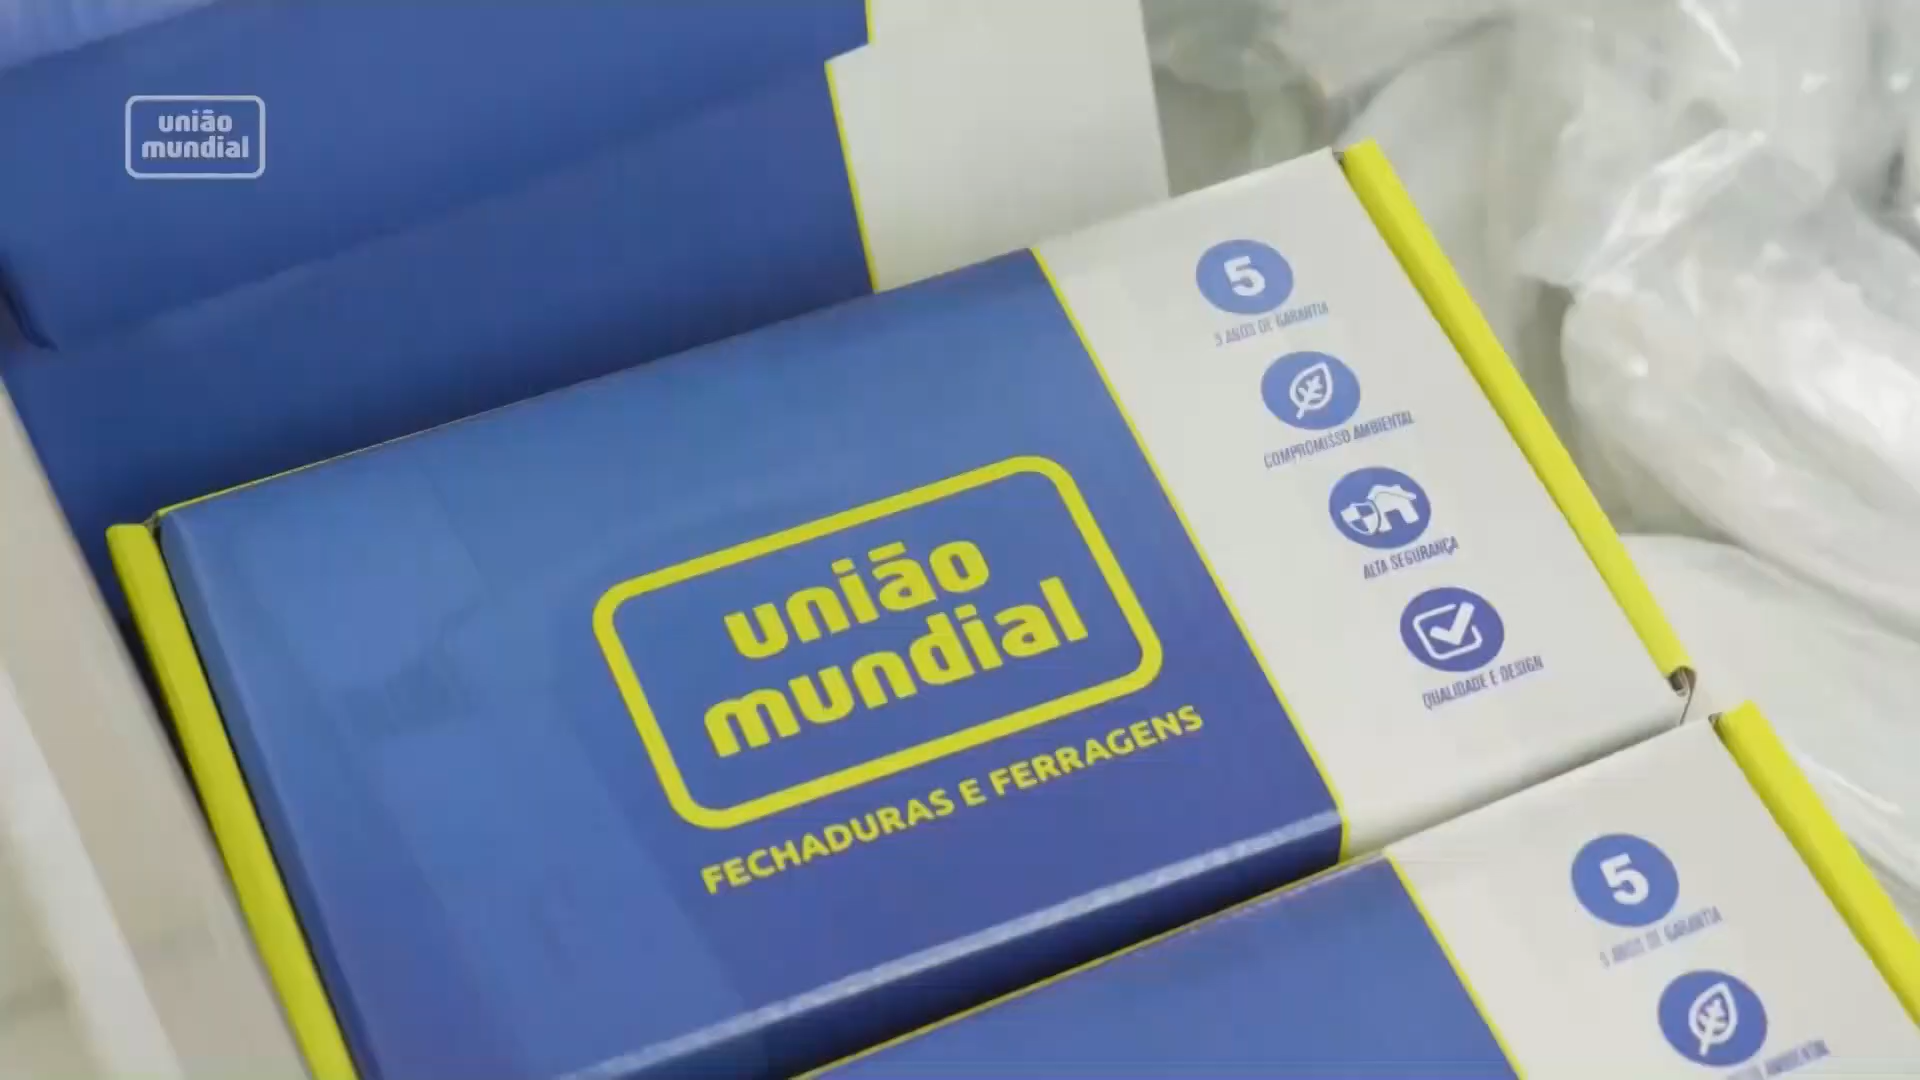 união
mundial
5
5 ANOS DE GARANTIA
COMPROMISSO AMBIENTAL
ALTA SEGURANÇA
QUALIDADE E DESIGN
união
mundial
FECHADURAS E FERRAGENS
5
5 ANOS DE GARANTIA
AMBIENTAL